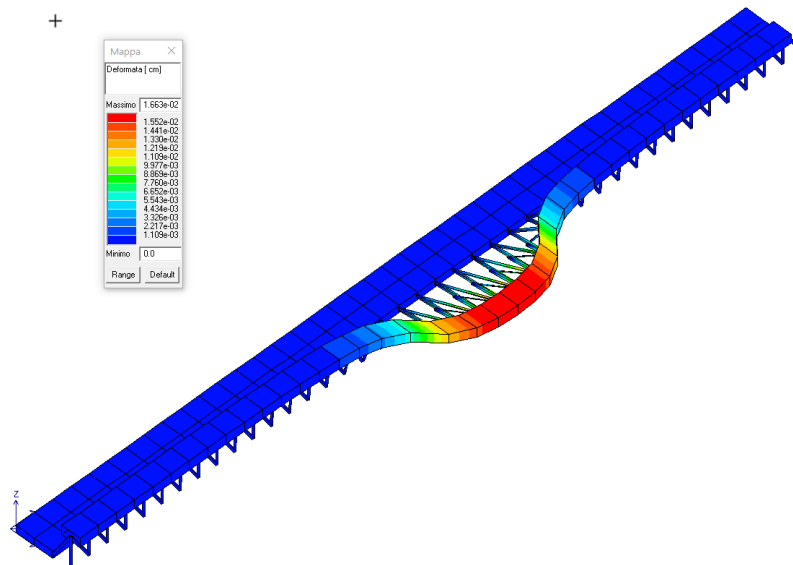 Mappa
Deformata [ cm]
Massimo 1.663e-02
1.552e-02
1.441e-02
1.330e-02
1.219e-02
1.109e-02
9.977e-03
8.869e-03
7.760e-03
6.652e-03
5.543e-03
4.434e-03
3.326e-03
2.217e-03
1.109e-03
Minimo 0.0
Range Default
Z